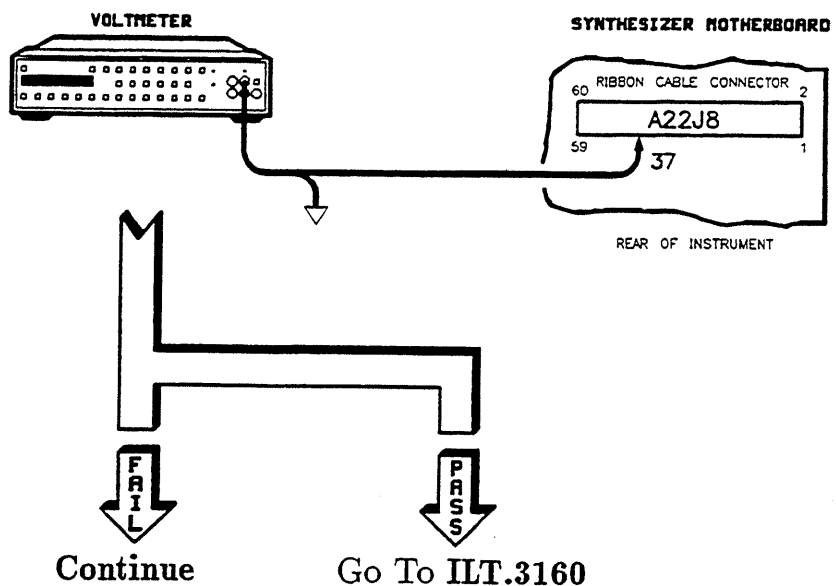 VOLTMETER
SYNTHESIZER MOTHERBOARD
RIBBON CABLE CONNECTOR
60
2
A22J8
59
1
37
REAR OF INSTRUMENT
FAIL
PASS
Continue
Go To ILT.3160